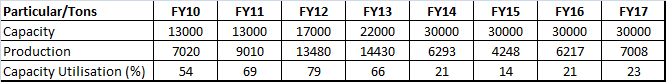 Particular/Tons FY10 FY11 FY12 FY13 FY14 FY15 FY16 FY17
Capacity 13000 13000 17000 22000 30000 30000 30000 30000
Production 7020 9010 13480 14430 6293 4248 6217 7008
Capacity Utilisation (%) 54 69 79 66 21 14 21 23